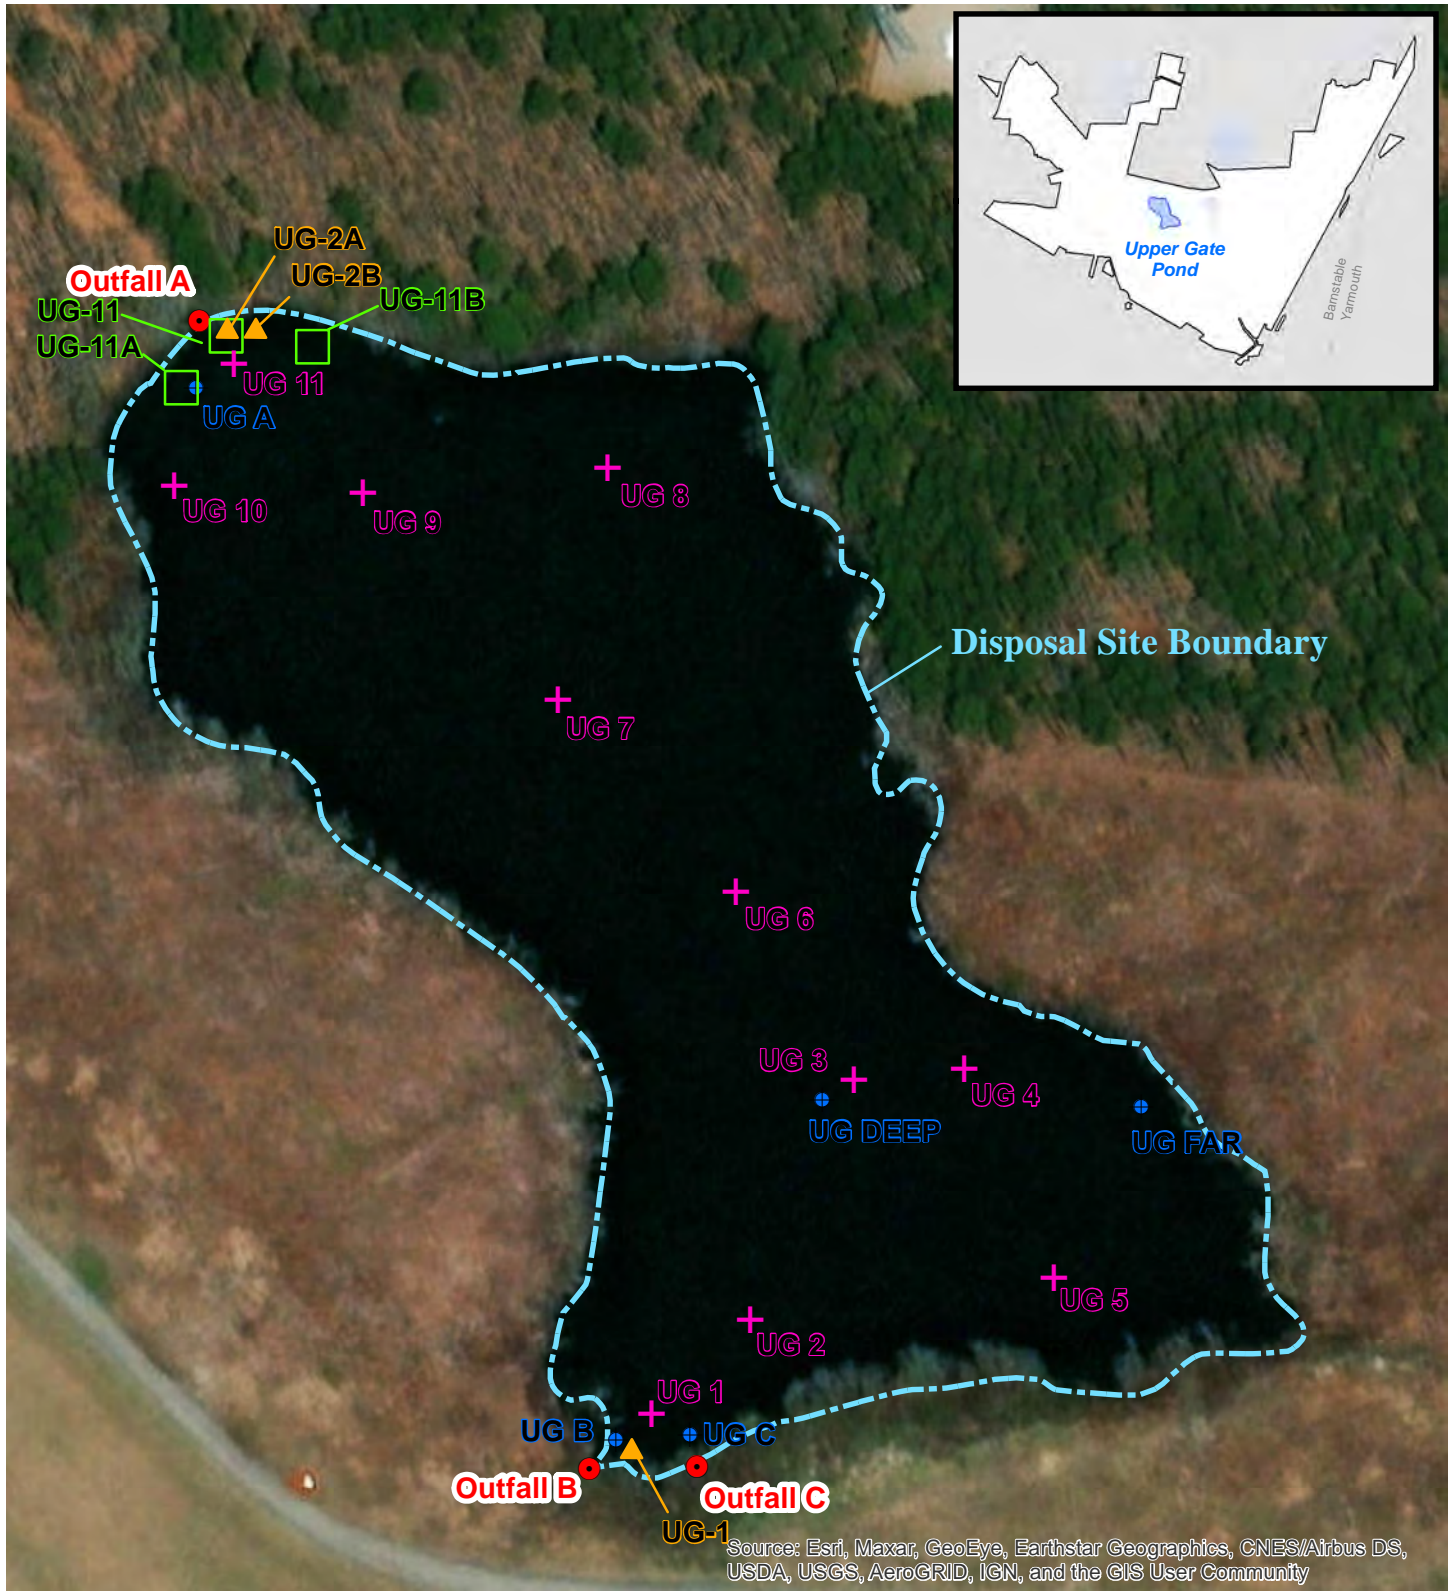 Upper Gate
Pond
Barnstable
Yarmouth
UG-2A
UG-2B
Outfall A
UG-11
UG-11B
UG-11A
UG 11
UG A
UG 10
UG 9
UG 8
Disposal Site Boundary
UG 7
UG 6
UG 3
UG 4
UG DEEP
UG FAR
UG 5
UG 2
UG 1
UG B
UG C
Outfall B
Outfall C
UG-1
Source: Esri, Maxar, GeoEye, Earthstar Geographics, CNES/Airbus DS,
USDA, USGS, AeroGRID, IGN, and the GIS User Community